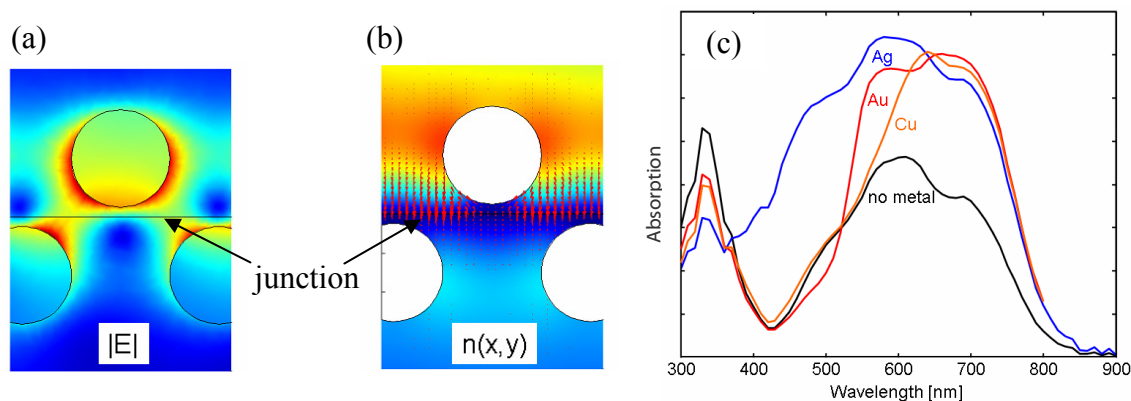 (a)
(b)
(c)
Ag
Au
Cu
no metal
junction
|E|
n(x,y)
Absorption
300 400 500 600 700 800 900
Wavelength [nm]